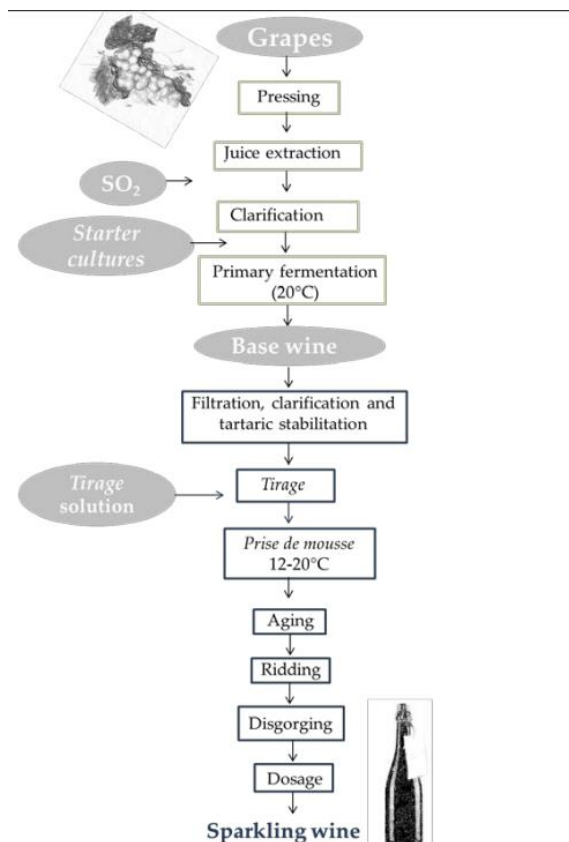 Grapes
Pressing
Juice extraction
SO₂
Clarification
Starter
cultures
Primary fermentation
(20°C)
Base wine
Filtration, clarification and
tartaric stabilitation
Tirage
solution
Tirage
Prise de mousse
12-20°C
Aging
Ridding
Disgorging
Dosage
Sparkling wine